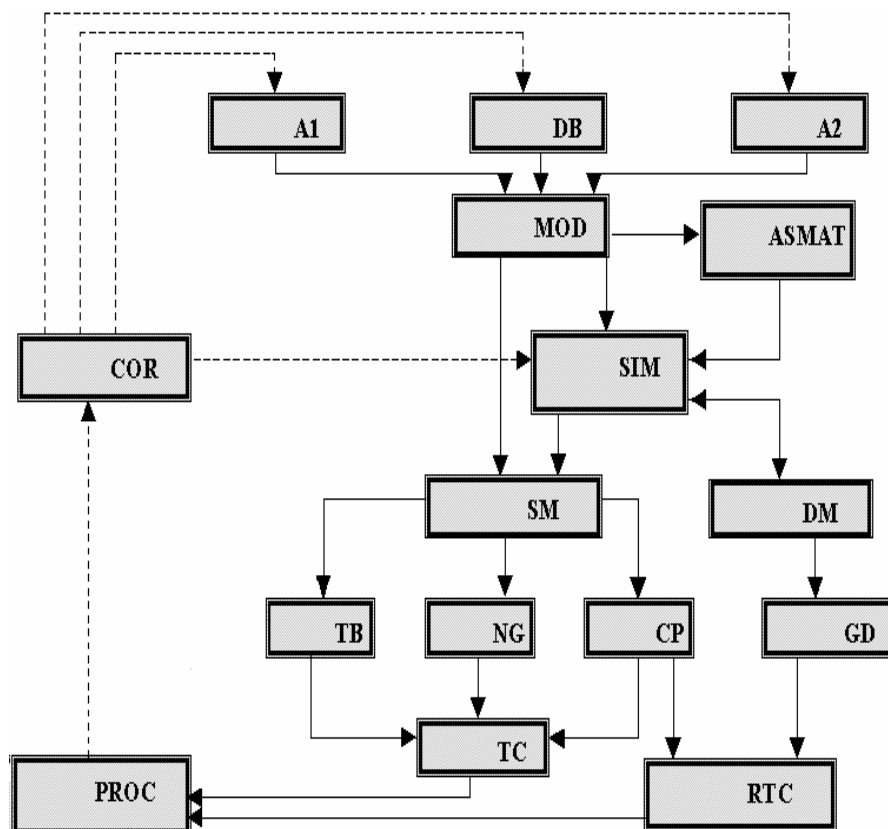 A1
DB
A2
MOD
ASMAT
COR
SIM
SM
DM
TB
NG
CP
GD
TC
PROC
RTC